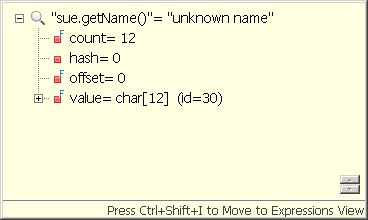 "sue.getName()"= "unknown name"
F count= 12
hash= 0
F offset= 0
F value= char[12] (id=30)
Press Ctrl+Shift+I to Move to Expressions View